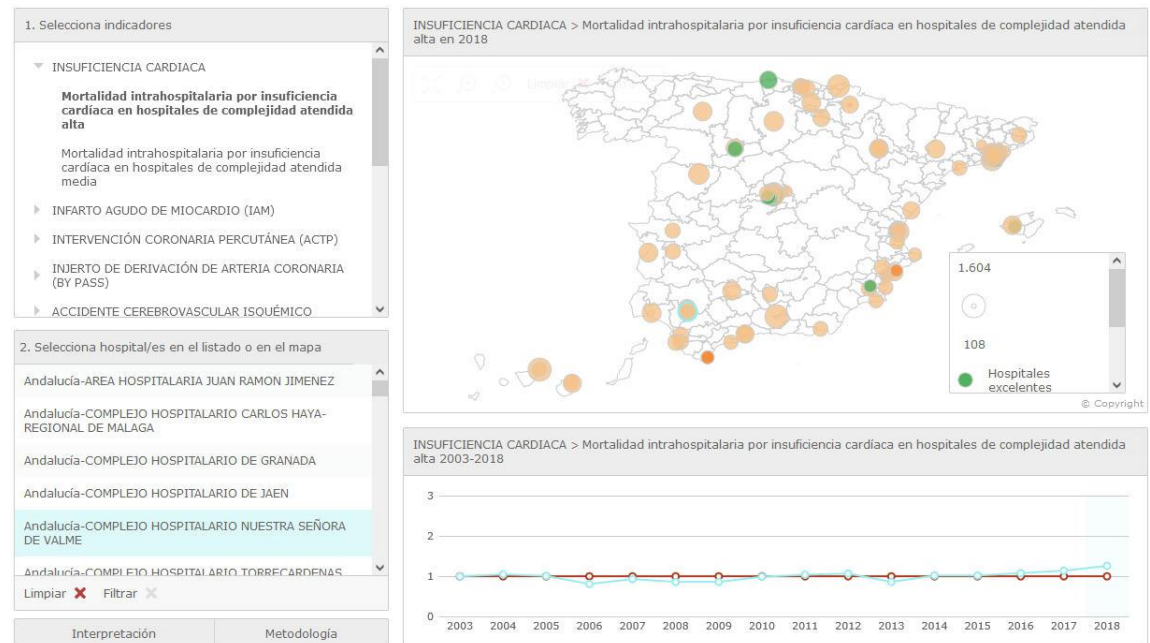 1. Selecciona indicadores
INSUFICIENCIA CARDIACA
Mortalidad intrahospitalaria por insuficiencia
cardíaca en hospitales de complejidad atendida
alta
Mortalidad intrahospitalaria por insuficiencia
cardíaca en hospitales de complejidad atendida
media
INFARTO AGUDO DE MIOCARDIO (IAM)
INTERVENCIÓN CORONARIA PERCUTÁNEA (ACTP)
INJERTO DE DERIVACIÓN DE ARTERIA CORONARIA
(BY PASS)
ACCIDENTE CEREBROVASCULAR ISQUÉMICO
2. Selecciona hospital/es en el listado o en el mapa
Andalucía-AREA HOSPITALARIA JUAN RAMON JIMENEZ
Andalucía-COMPLEJO HOSPITALARIO CARLOS HAYA-
REGIONAL DE MALAGA
Andalucía-COMPLEJO HOSPITALARIO DE GRANADA
Andalucía-COMPLEJO HOSPITALARIO DE JAEN
Andalucía-COMPLEJO HOSPITALARIO NUESTRA SEÑORA
DE VALME
Andalucía-COMPLEJO HOSPITALARIO TORRECARDENAS
Limpiar Filtrar
Interpretación Metodología
INSUFICIENCIA CARDIACA > Mortalidad intrahospitalaria por insuficiencia cardíaca en hospitales de complejidad atendida
alta en 2018
Limpiar
1.604
108
Hospitales
excelentes
© Copyright
INSUFICIENCIA CARDIACA > Mortalidad intrahospitalaria por insuficiencia cardíaca en hospitales de complejidad atendida
alta 2003-2018
3
2
1
0
2003 2004 2005 2006 2007 2008 2009 2010 2011 2012 2013 2014 2015 2016 2017 2018